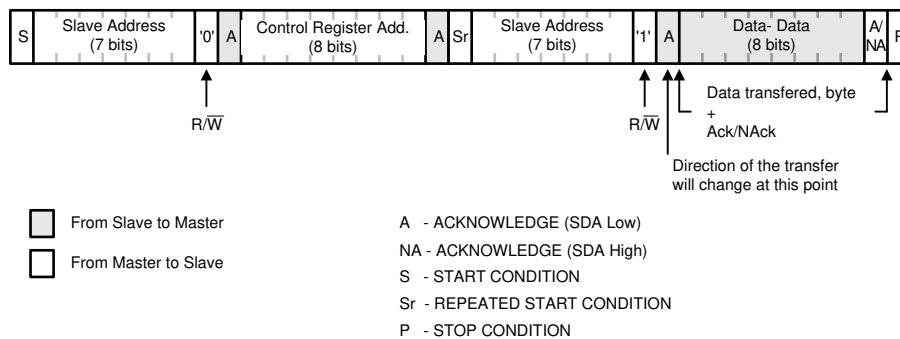 S Slave Address (7 bits) '0' A Control Register Add. (8 bits) A Sr Slave Address (7 bits) '1' A Data- Data (8 bits) A/NA P
R/W
R/W
Data transfered, byte
+
Ack/NAck
Direction of the transfer
will change at this point
From Slave to Master
From Master to Slave
A - ACKNOWLEDGE (SDA Low)
NA - ACKNOWLEDGE (SDA High)
S - START CONDITION
Sr - REPEATED START CONDITION
P - STOP CONDITION